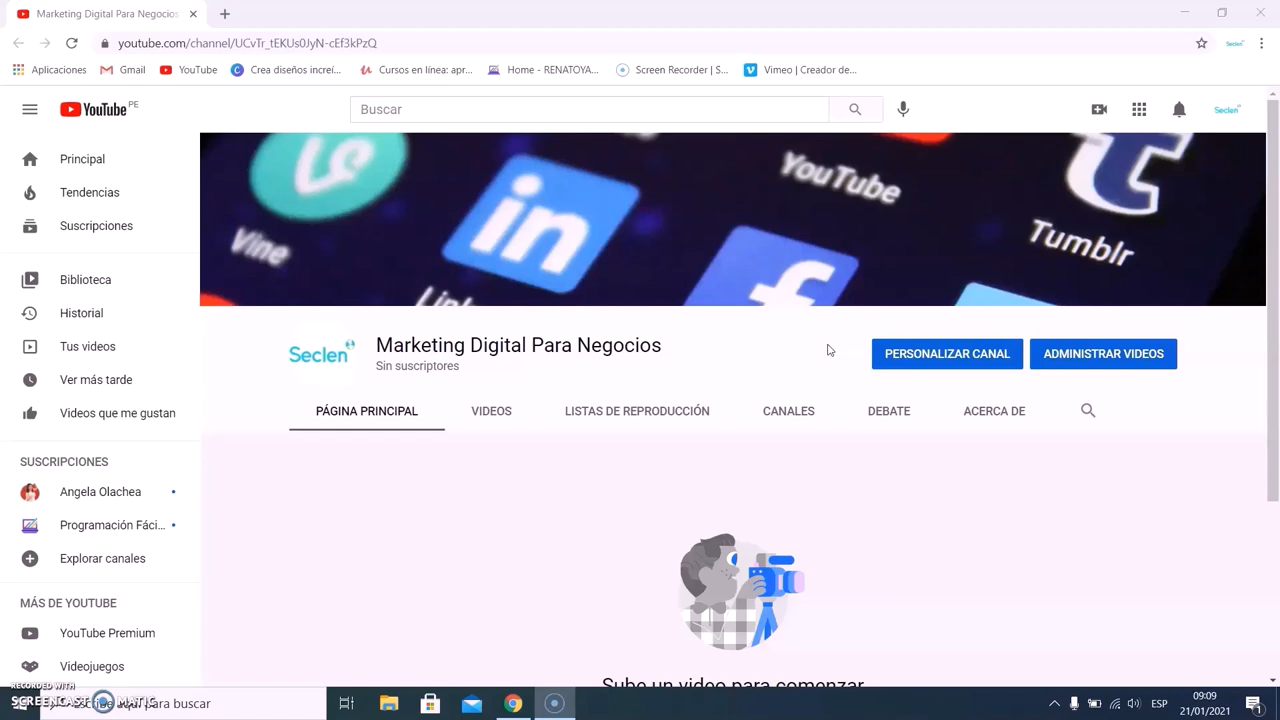 Marketing Digital Para Negocios
youtube.com/channel/UCvTr_tEKUs0JyN-cEf3kPzQ
Aplicaciones Gmail YouTube Crea diseños increí... Cursos en línea: apr... Home - RENATOYA... Screen Recorder | S... Vimeo | Creador de...
YouTube PE
Buscar
Seclen
Principal
Tendencias
Suscripciones
Biblioteca
Historial
Tus videos
Ver más tarde
Videos que me gustan
SUSCRIPCIONES
Angela Olachea
Programación Fáci...
Explorar canales
MÁS DE YOUTUBE
YouTube Premium
Videojuegos
Vine
in
YouTube
Tumblr
Seclen
Marketing Digital Para Negocios
Sin suscriptores
PERSONALIZAR CANAL ADMINISTRAR VIDEOS
PÁGINA PRINCIPAL VIDEOS LISTAS DE REPRODUCCIÓN CANALES DEBATE ACERCA DE
Sube un video para comenzar
RECORDED WITH
SCREENCAST MATIC
aquí para buscar
ESP
09:09
21/01/2021
1